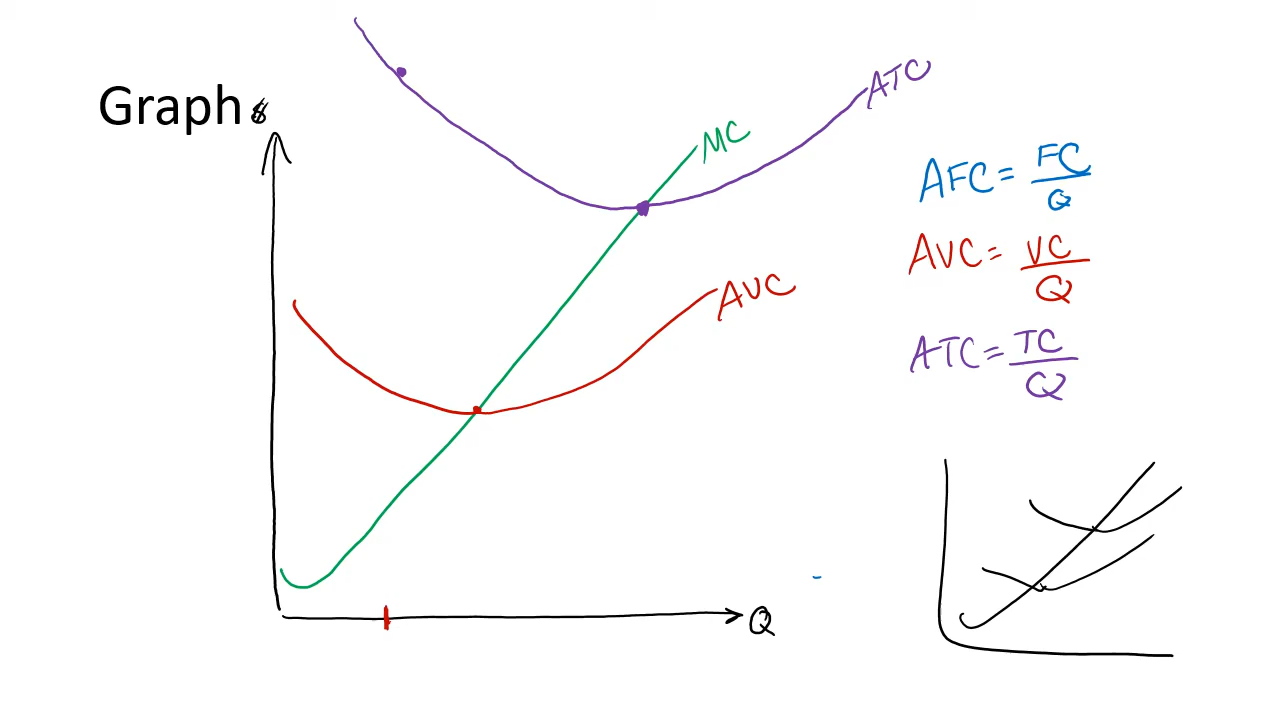 Graph $
ATC
MC
AVC
Q
AFC = FC/Q
AVC = VC/Q
ATC = TC/Q